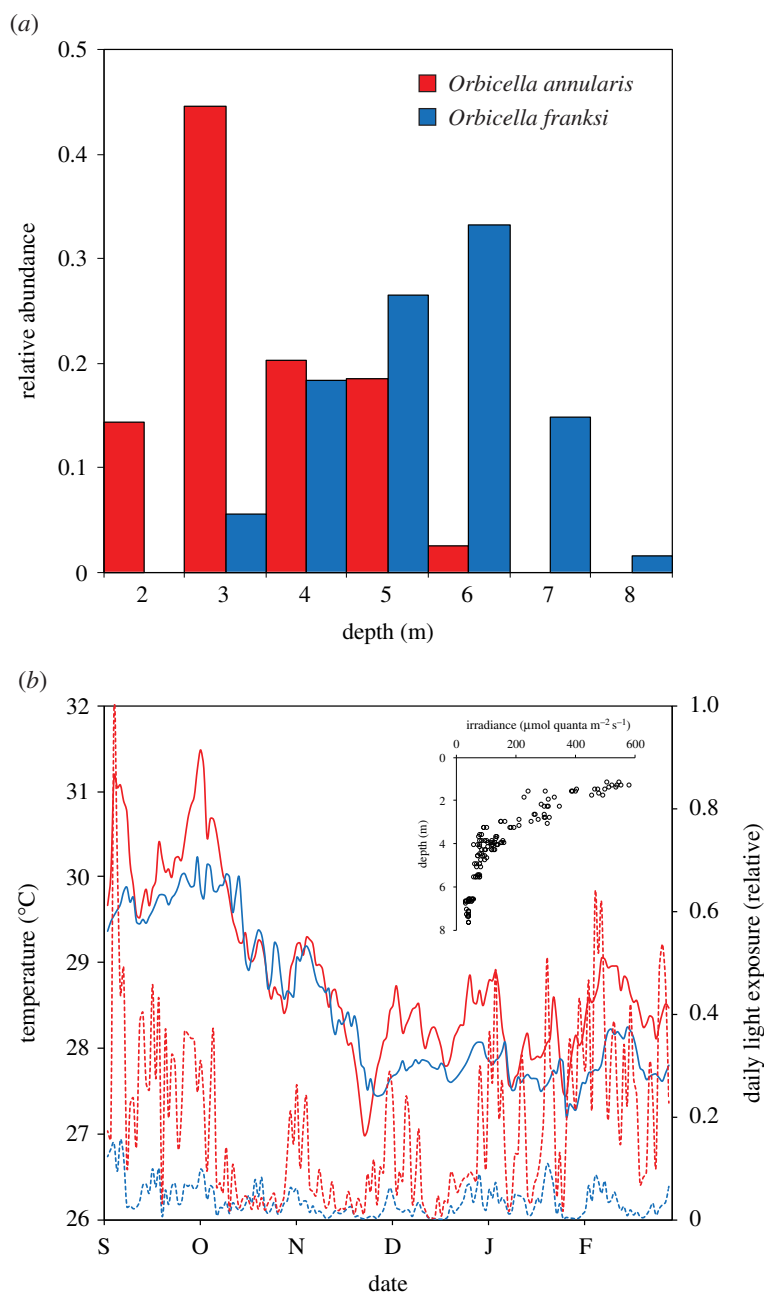 (a)
0.5
0.4
0.3
0.2
0.1
0
relative abundance
Orbicella annularis
Orbicella franksi
2 3 4 5 6 7 8
depth (m)
(b)
32
31
30
29
28
27
26
temperature (°C)
irradiance (µmol quanta m⁻² s⁻¹)
0 200 400 600
0
2
4
6
8
depth (m)
1.0
0.8
0.6
0.4
0.2
0
daily light exposure (relative)
S O N D J F
date